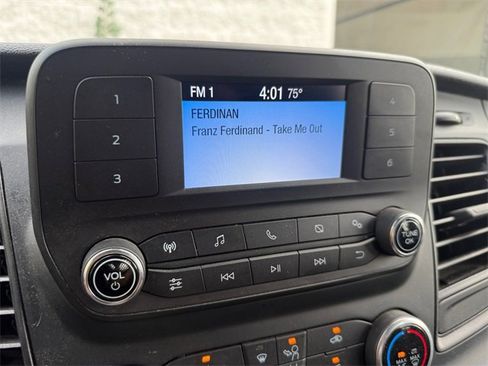 FM 1 4:01 75°
FERDINAN
Franz Ferdinand - Take Me Out
1
2
3
4
5
6
VOL
TUNE
OK